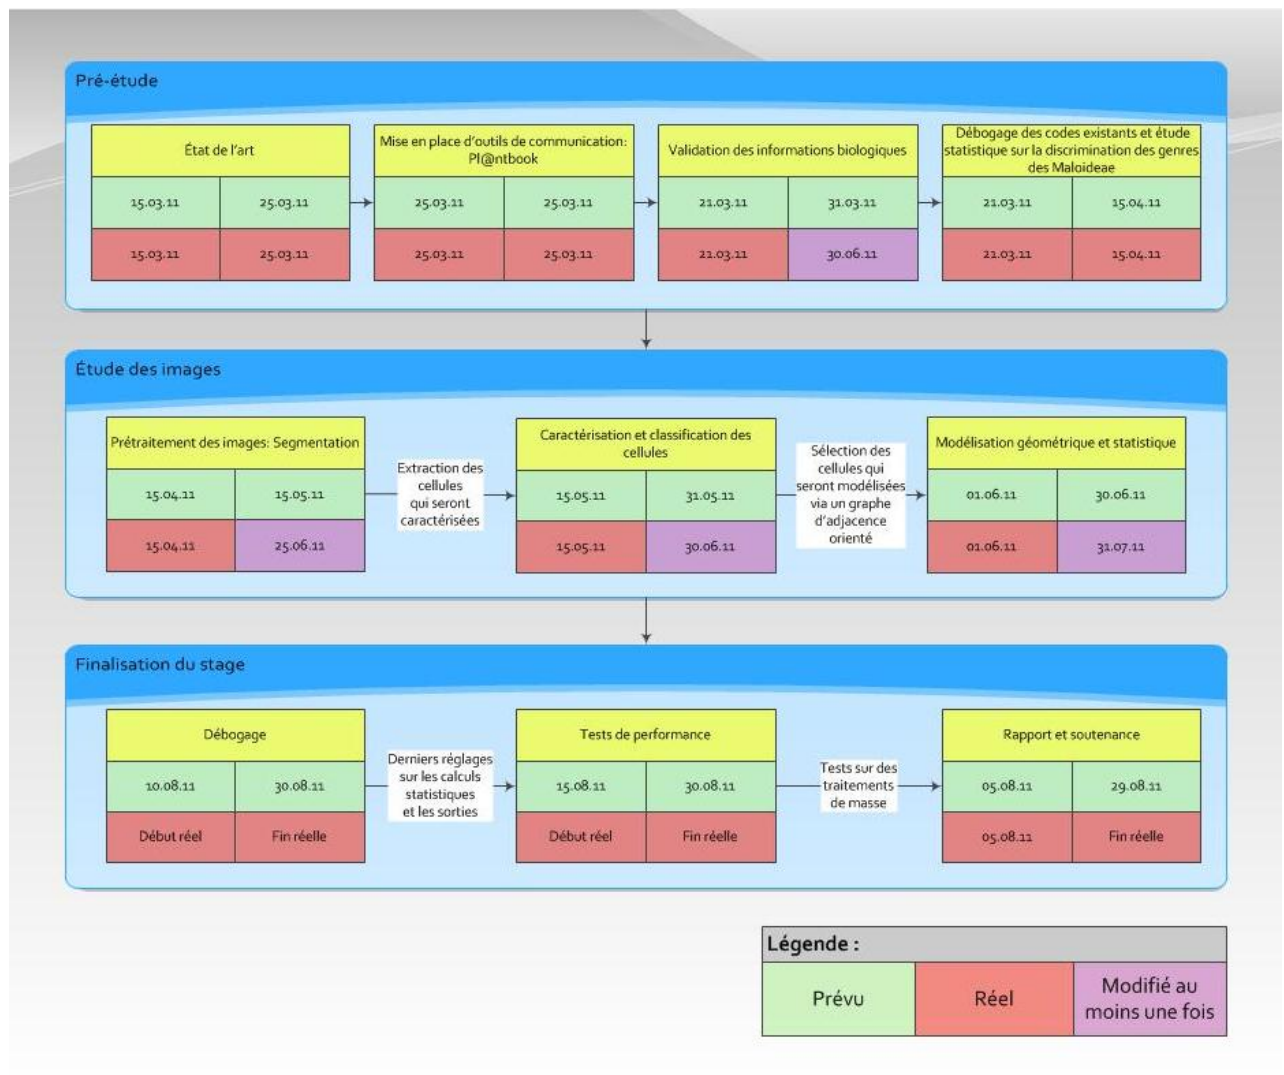 Pré-étude
État de l'art
15.03.11 25.03.11
15.03.11 25.03.11
Mise en place d'outils de communication:
Pl@ntbook
25.03.11 25.03.11
25.03.11 25.03.11
Validation des informations biologiques
21.03.11 31.03.11
21.03.11 30.06.11
Débogage des codes existants et étude
statistique sur la discrimination des genres
des Maloideae
21.03.11 15.04.11
21.03.11 15.04.11
Étude des images
Prétraitement des images: Segmentation
15.04.11 15.05.11
15.04.11 25.06.11
Extraction des
cellules
qui seront
caractérisées
Caractérisation et classification des
cellules
15.05.11 31.05.11
15.05.11 30.06.11
Sélection des
cellules qui
seront modélisées
via un graphe
d'adjacence
orienté
Modélisation géométrique et statistique
01.06.11 30.06.11
01.06.11 31.07.11
Finalisation du stage
Débogage
10.08.11 30.08.11
Début réel Fin réelle
Derniers réglages
sur les calculs
statistiques
et les sorties
Tests de performance
15.08.11 30.08.11
Début réel Fin réelle
Tests sur des
traitements
de masse
Rapport et soutenance
05.08.11 29.08.11
05.08.11 Fin réelle
Légende :
Prévu
Réel
Modifié au
moins une fois